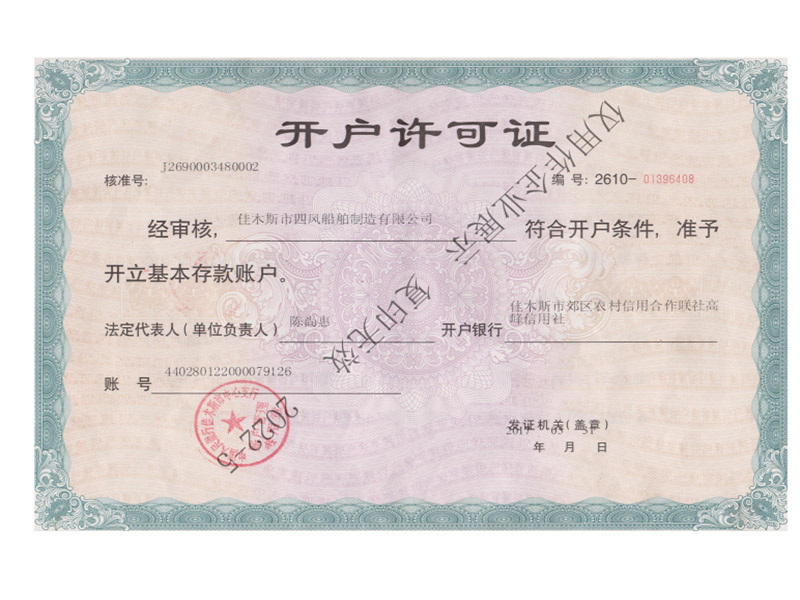 开户许可证
核准号: J2690003480002
编号: 2610-01396408
经审核, 佳木斯市四风船舶制造有限公司 符合开户条件, 准予
开立基本存款账户。
法定代表人(单位负责人) 陈尚惠 开户银行 佳木斯市郊区农村信用合作联社高
峰信用社
账号 440280122000079126
发证机关(盖章)
年 月 日
仅用作企业展示
复印无效
2022-5